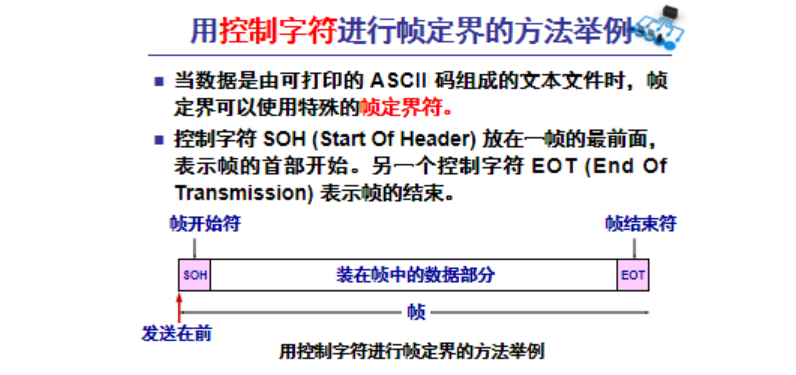 用控制字符进行帧定界的方法举例
当数据是由可打印的 ASCII 码组成的文本文件时，帧
定界可以使用特殊的帧定界符。
控制字符 SOH (Start Of Header) 放在一帧的最前面，
表示帧的首部开始。另一个控制字符 EOT (End Of
Transmission) 表示帧的结束。
帧开始符 帧结束符
SOH 装在帧中的数据部分 EOT
帧
发送在前
用控制字符进行帧定界的方法举例